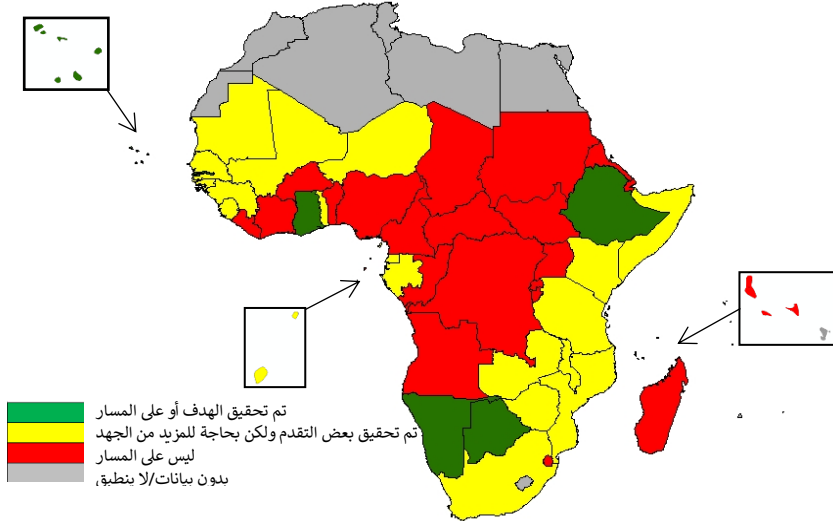 تم تحقيق الهدف أو على المسار
تم تحقيق بعض التقدم ولكن بحاجة للمزيد من الجهد
ليس على المسار
بدون بيانات/لا ينطبق